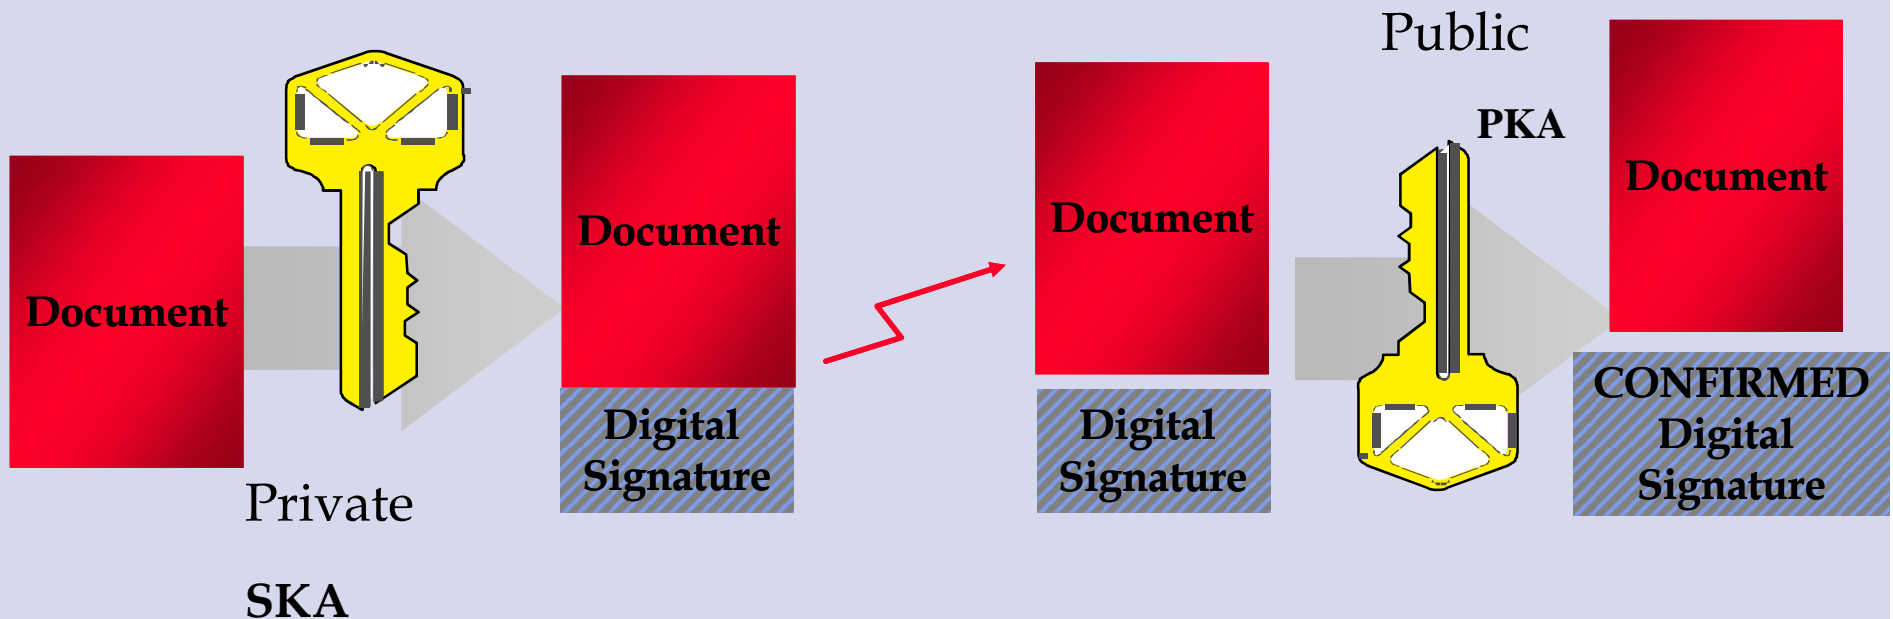 Document
Private
SKA
Document
Digital
Signature
Document
Digital
Signature
Public
PKA
Document
CONFIRMED
Digital
Signature